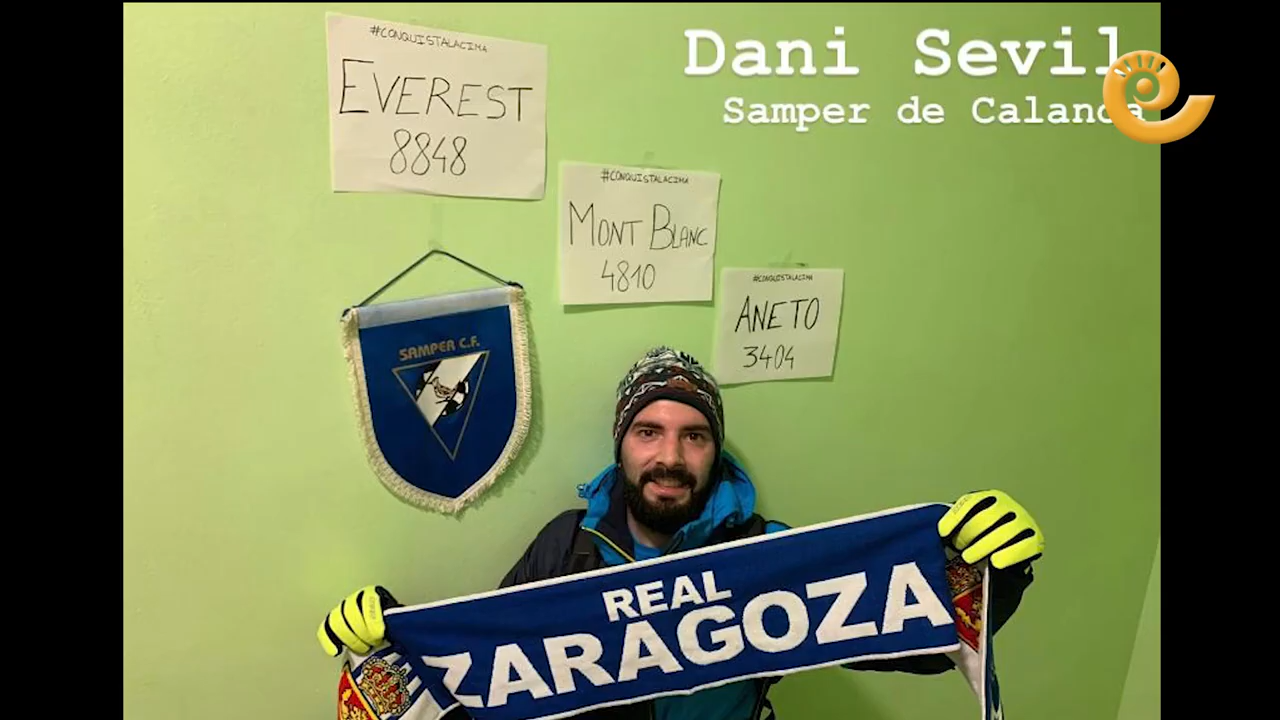 Dani Sevil
Samper de Calanda
#CONQUISTALACIMA
EVEREST
8848
#CONQUISTALACIMA
MONT BLANC
4810
#CONQUISTALACIMA
ANETO
3404
SAMPER C.F.
REAL
ZARAGOZA